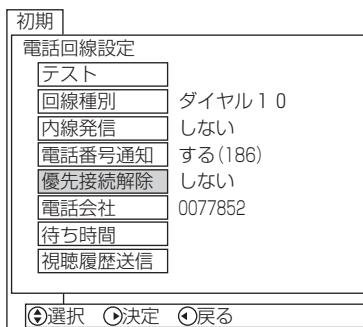 初期
電話回線設定
テスト
回線種別 ダイヤル１０
内線発信 しない
電話番号通知 する(186)
優先接続解除 しない
電話会社 0077852
待ち時間
視聴履歴送信
選択 決定 戻る